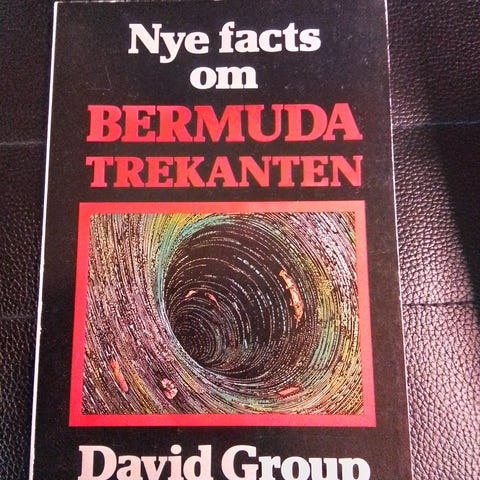 Nye facts
om
BERMUDA
TREKANTEN
David Group